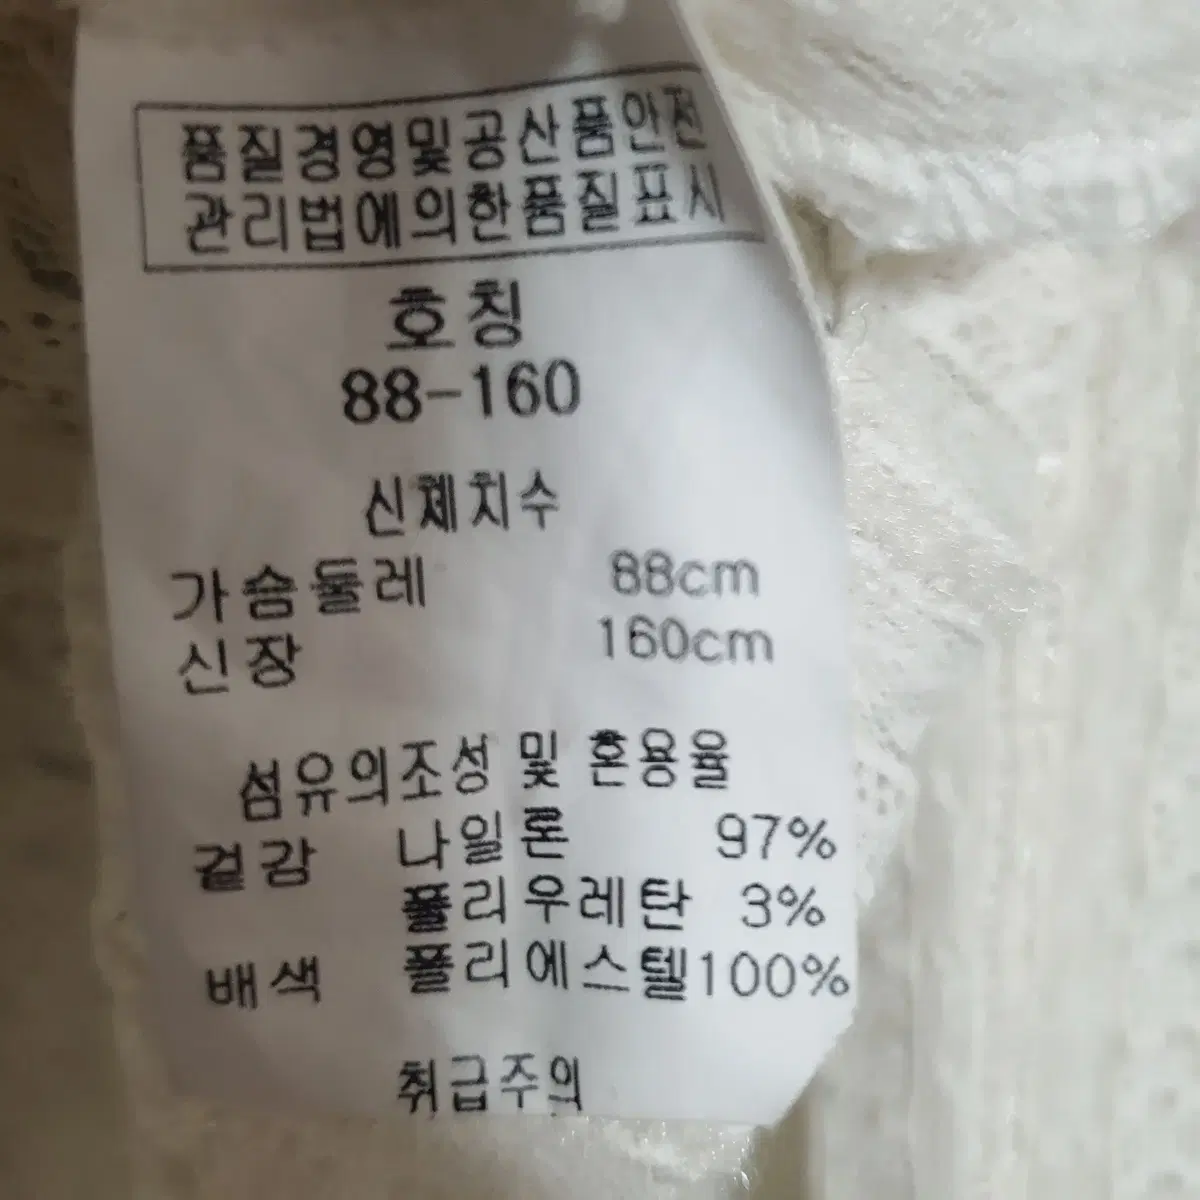 품질경영및공산품안전
관리법에의한품질표시
호칭
88-160
신체치수
가슴둘레 88cm
신장 160cm
섬유의조성 및 혼용율
겉감 나일론 97%
폴리우레탄 3%
배색 폴리에스텔100%
취급주의